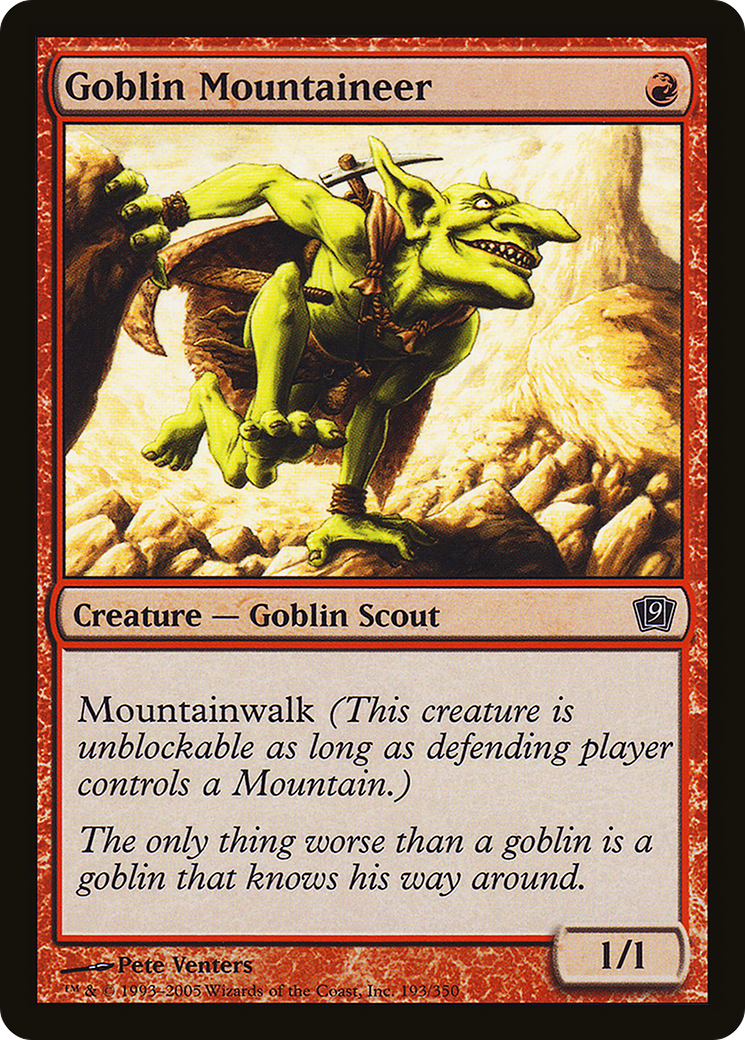 Goblin Mountaineer
Creature — Goblin Scout
9
Mountainwalk (This creature is
unblockable as long as defending player
controls a Mountain.)
The only thing worse than a goblin is a
goblin that knows his way around.
1/1
Pete Venters
™ & © 1993–2005 Wizards of the Coast, Inc. 193/350